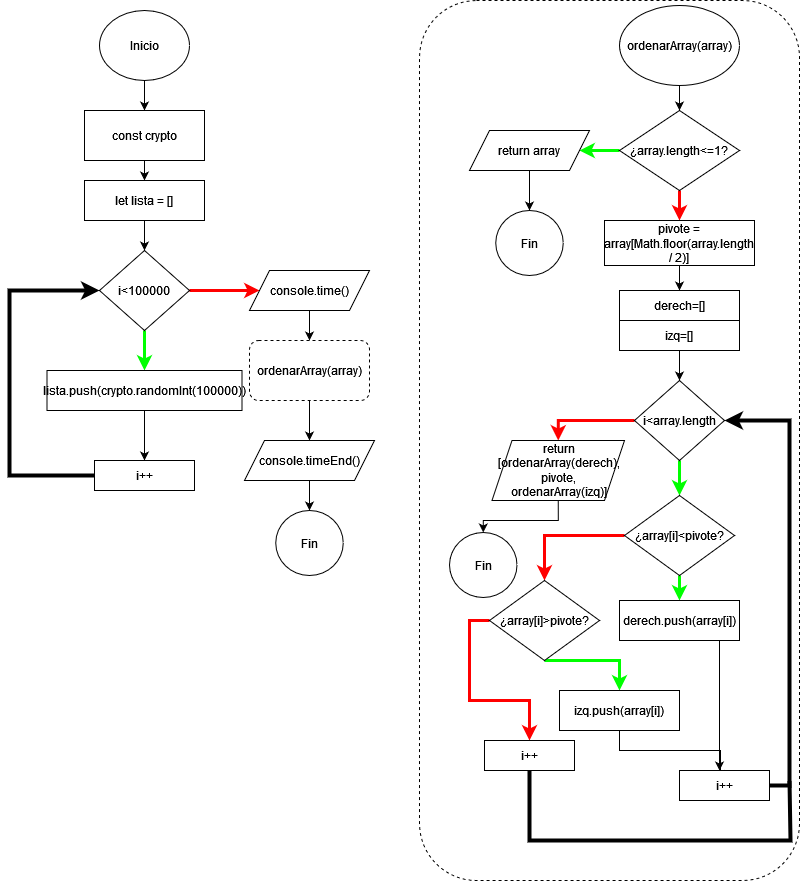 Inicio
const crypto
let lista = []
i<100000
console.time()
lista.push(crypto.randomInt(100000))
ordenarArray(array)
i++
console.timeEnd()
Fin
ordenarArray(array)
¿array.length<=1?
return array
Fin
pivote =
array[Math.floor(array.length
/ 2)]
derech=[]
izq=[]
i<array.length
return
[ordenarArray(derech),
pivote,
ordenarArray(izq)]
Fin
¿array[i]<pivote?
¿array[i]>pivote?
derech.push(array[i])
izq.push(array[i])
i++
i++